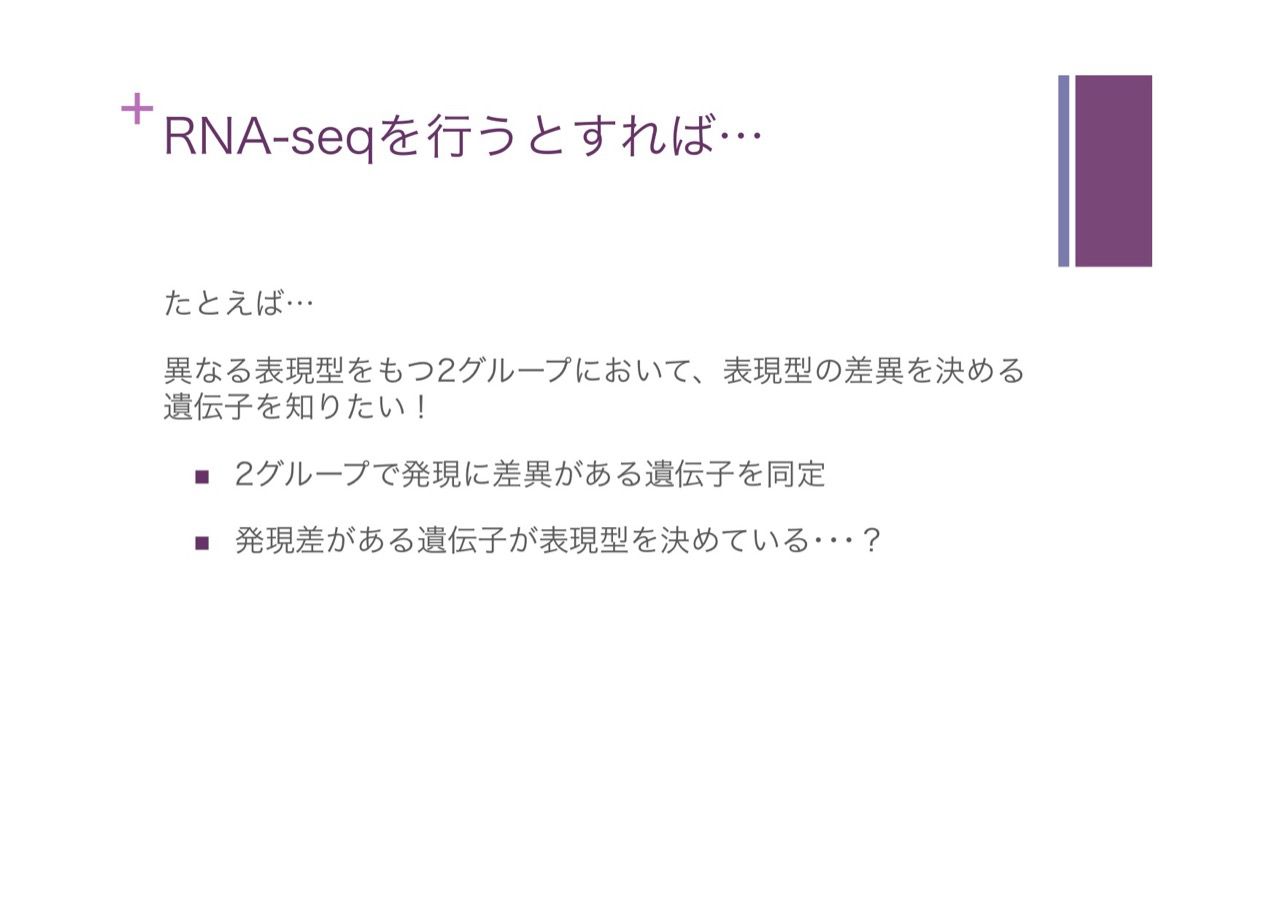 +
RNA-seqを行うとすれば…
たとえば…
異なる表現型をもつ2グループにおいて、表現型の差異を決める
遺伝子を知りたい！
■ 2グループで発現に差異がある遺伝子を同定
■ 発現差がある遺伝子が表現型を決めている･･･？